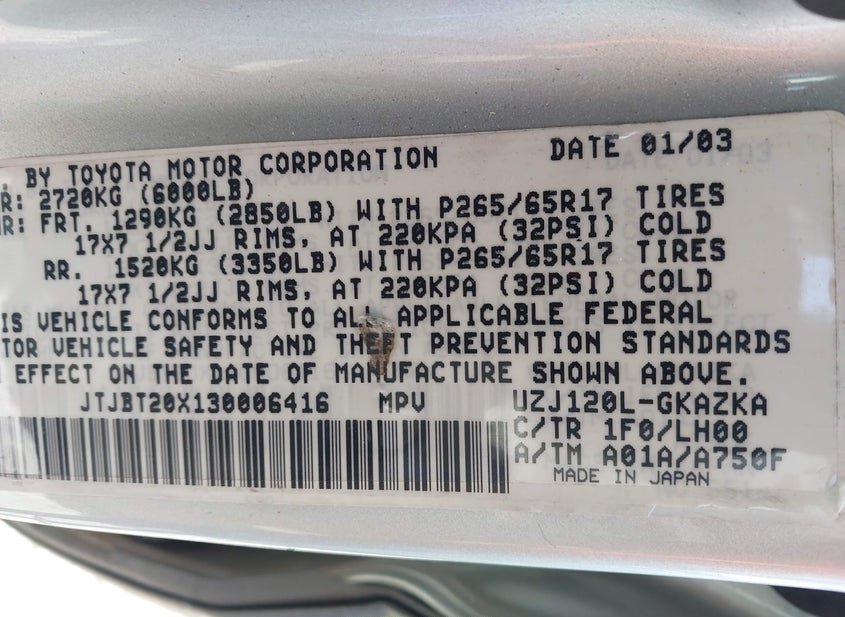 . BY TOYOTA MOTOR CORPORATION DATE 01/03
R: 2720KG (6000LB)
R: FRT. 1290KG (2850LB) WITH P265/65R17 TIRES
17X7 1/2JJ RIMS, AT 220KPA (32PSI) COLD
RR. 1520KG (3350LB) WITH P265/65R17 TIRES
17X7 1/2JJ RIMS, AT 220KPA (32PSI) COLD
IS VEHICLE CONFORMS TO ALL APPLICABLE FEDERAL
TOR VEHICLE SAFETY AND THEFT PREVENTION STANDARDS
EFFECT ON THE DATE OF MANUFACTURE SHOWN ABOVE.
JTJBT20X130006416 MPV UZJ120L-GKAZKA
C/TR 1F0/LH00
A/TM A01A/A750F
MADE IN JAPAN